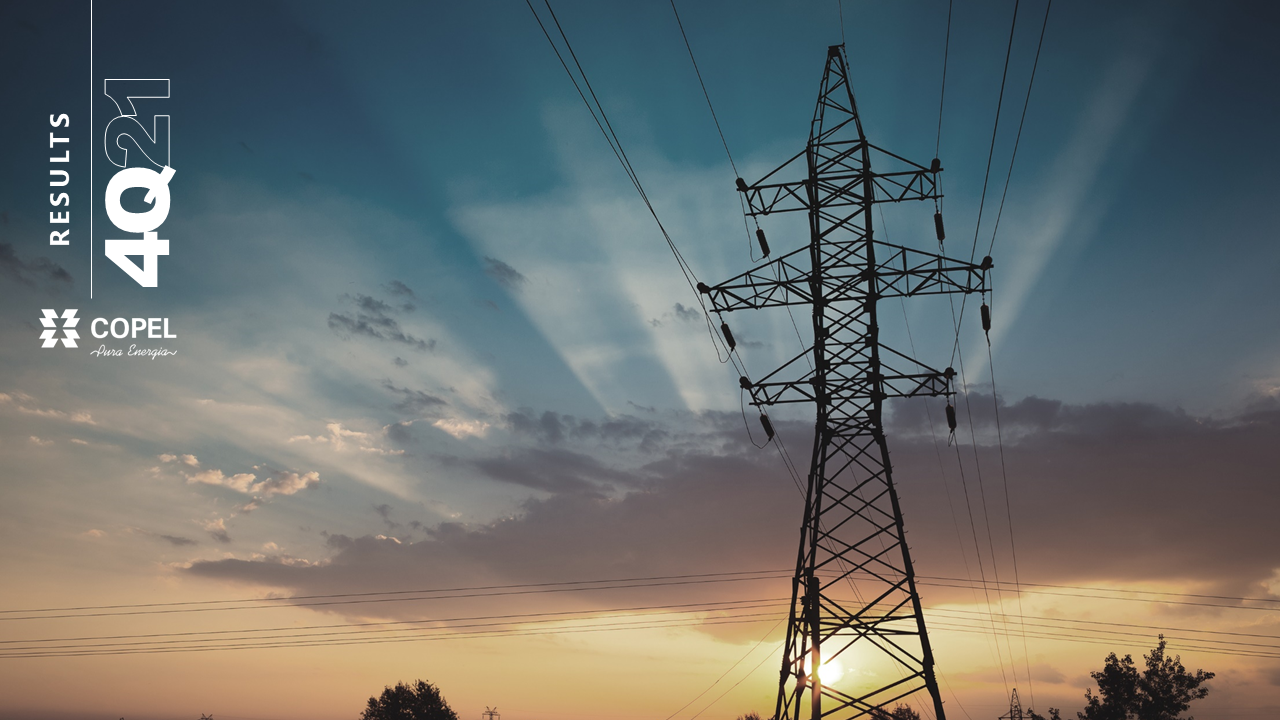 RESULTS
4Q21
COPEL
Pura Energia